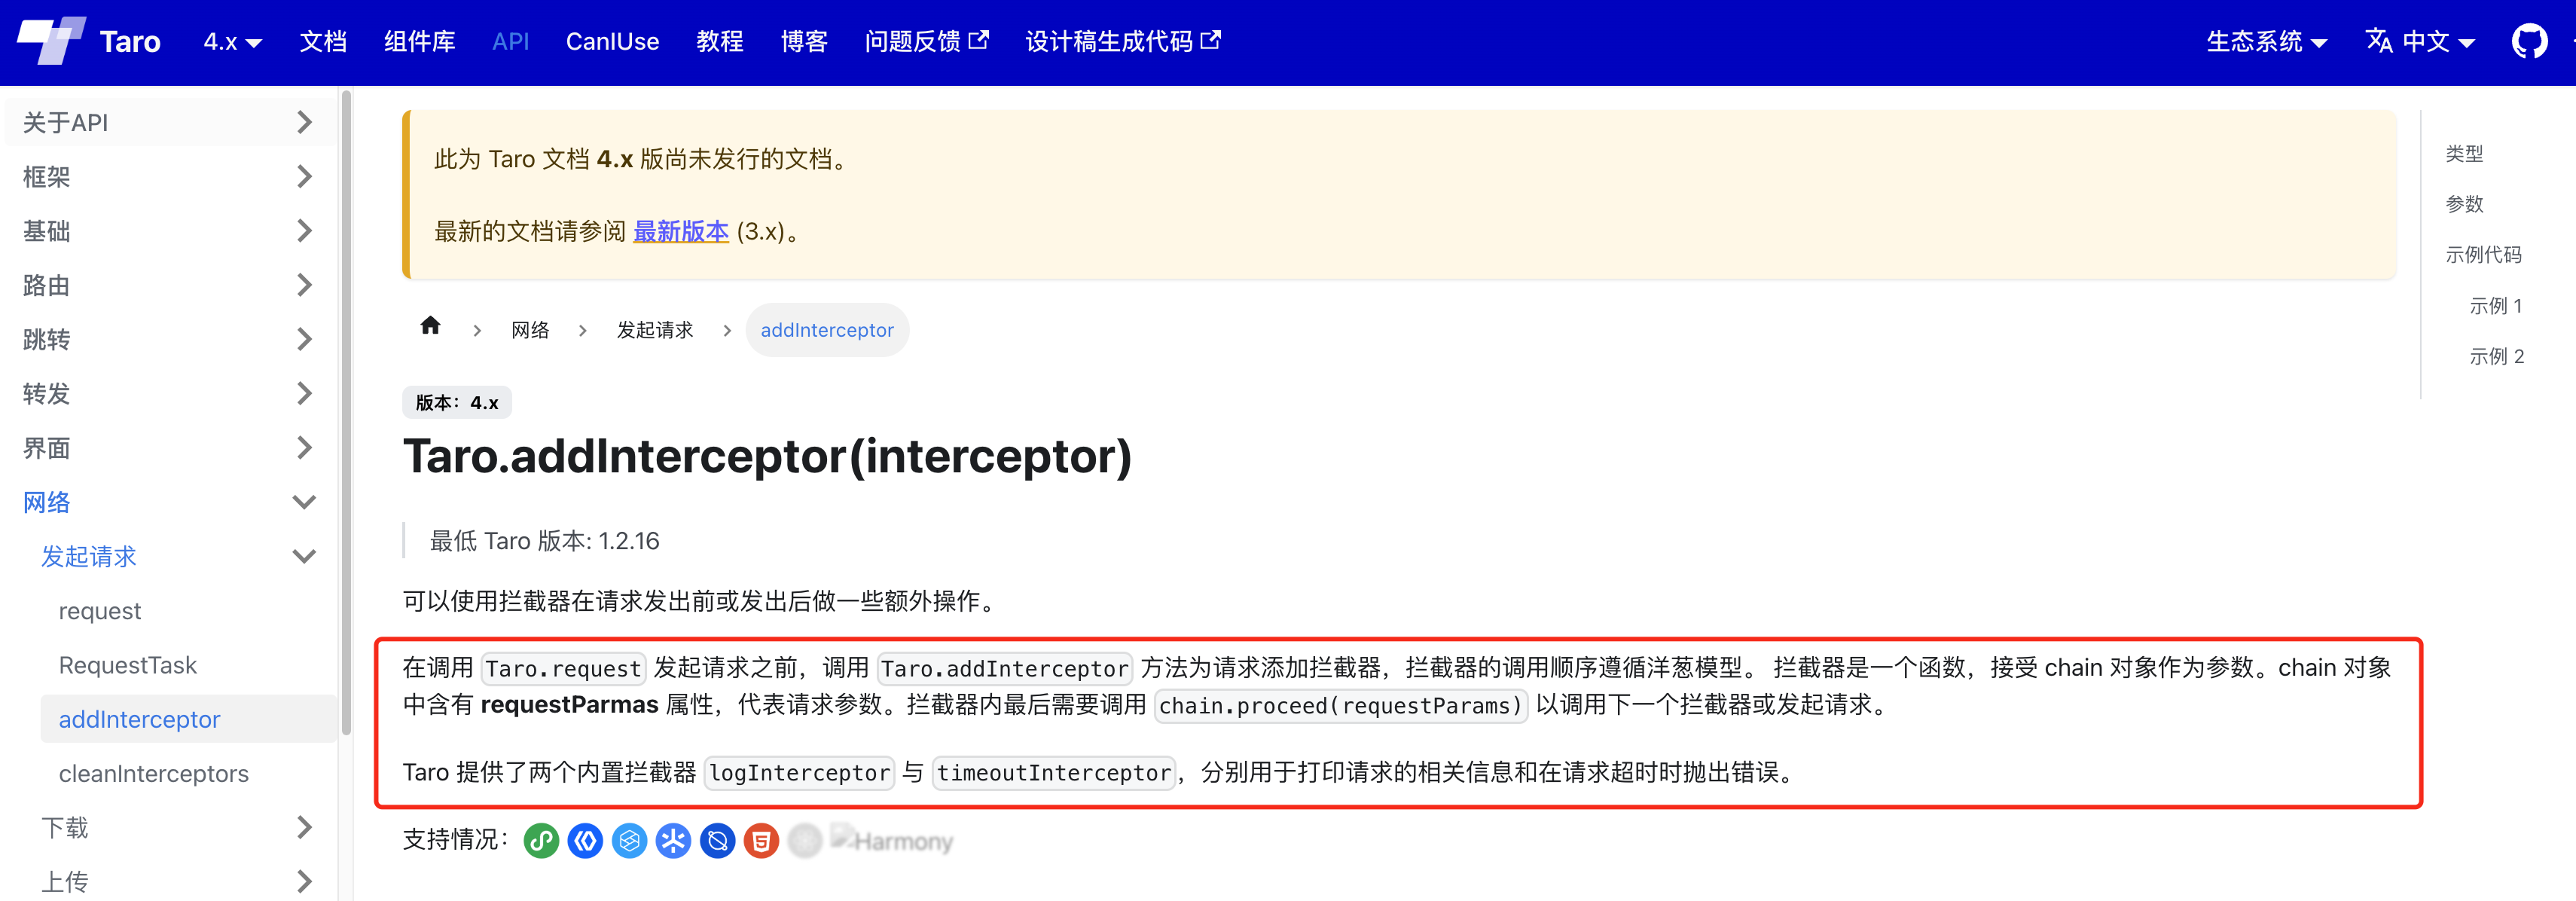 Taro 4.x 文档 组件库 API CanIUse 教程 博客 问题反馈 设计稿生成代码 生态系统 中文
关于API
框架
基础
路由
跳转
转发
界面
网络
发起请求
request
RequestTask
addInterceptor
cleanInterceptors
下载
上传
此为 Taro 文档 4.x 版尚未发行的文档。
最新的文档请参阅 最新版本 (3.x)。
网络 发起请求 addInterceptor
版本：4.x
Taro.addInterceptor(interceptor)
最低 Taro 版本: 1.2.16
可以使用拦截器在请求发出前或发出后做一些额外操作。
在调用 Taro.request 发起请求之前，调用 Taro.addInterceptor 方法为请求添加拦截器，拦截器的调用顺序遵循洋葱模型。 拦截器是一个函数，接受 chain 对象作为参数。chain 对象
中含有 requestParmas 属性，代表请求参数。拦截器内最后需要调用 chain.proceed(requestParams) 以调用下一个拦截器或发起请求。
Taro 提供了两个内置拦截器 logInterceptor 与 timeoutInterceptor，分别用于打印请求的相关信息和在请求超时时抛出错误。
支持情况： Harmony
类型
参数
示例代码
示例 1
示例 2